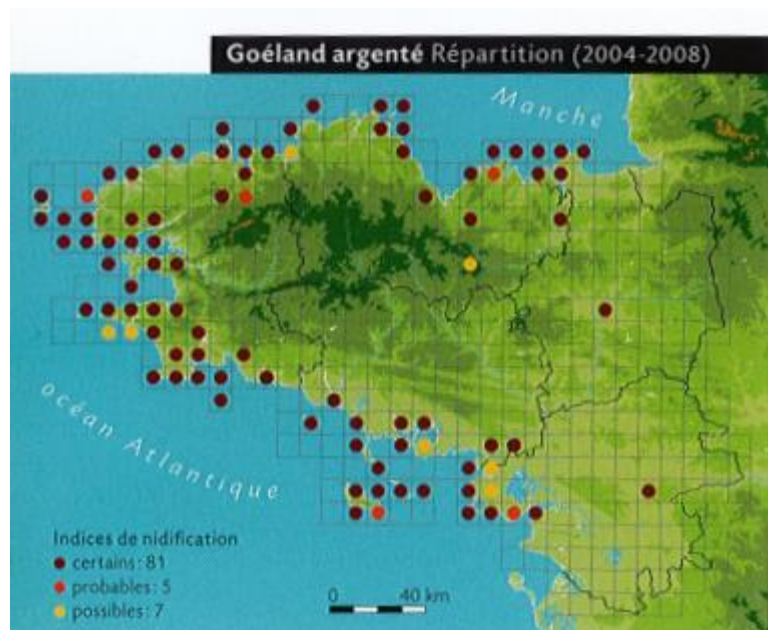 Goéland argenté Répartition (2004-2008)
Manche
océan Atlantique
Indices de nidification
certains : 81
probables : 5
possibles : 7
0 40 km